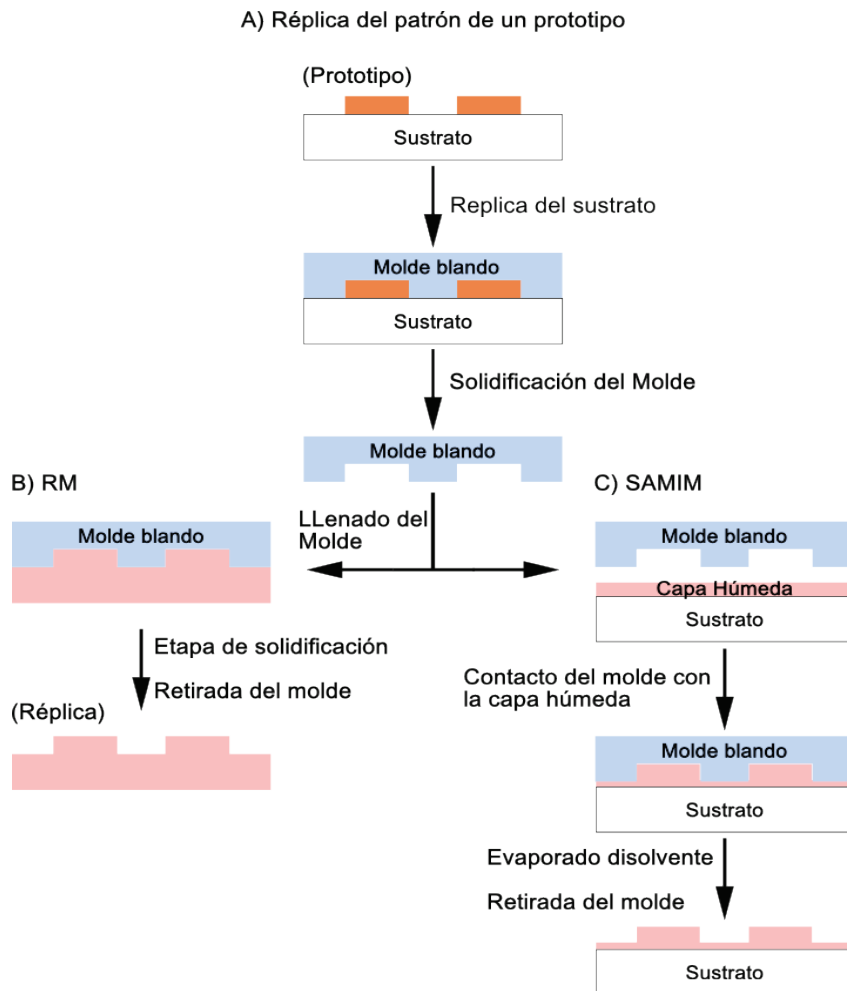 A) Réplica del patrón de un prototipo
(Prototipo)
Sustrato
Replica del sustrato
Molde blando
Sustrato
Solidificación del Molde
Molde blando
B) RM
Molde blando
LLenado del
Molde
C) SAMIM
Molde blando
Capa Húmeda
Sustrato
Etapa de solidificación
Retirada del molde
(Réplica)
Contacto del molde con
la capa húmeda
Molde blando
Sustrato
Evaporado disolvente
Retirada del molde
Sustrato